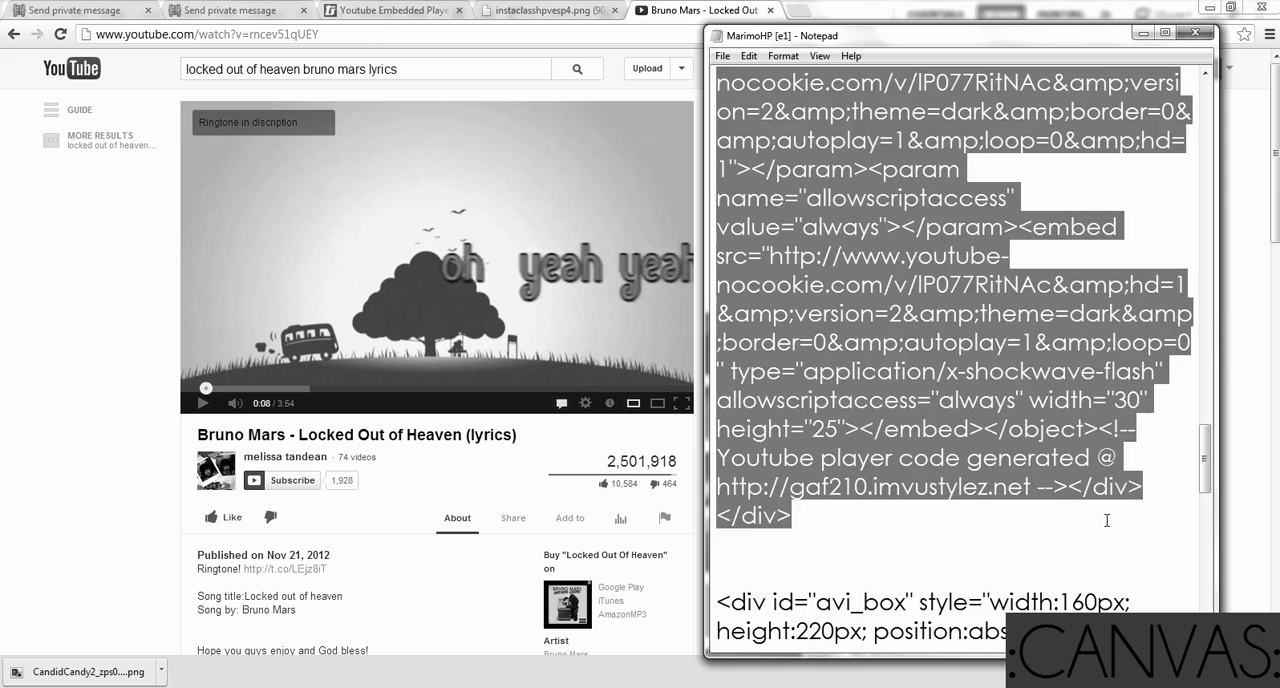 Send private message
Send private message
Youtube Embedded Playe
instaclasshpvesp4.png (90
Bruno Mars - Locked Out
www.youtube.com/watch?v=rncev51qUEY
YouTube
locked out of heaven bruno mars lyrics
Upload
GUIDE
MORE RESULTS
locked out of heaven...
Ringtone in discription
oh yeah yeah
0:08 / 3:54
Bruno Mars - Locked Out of Heaven (lyrics)
melissa tandean · 74 videos
Subscribe 1,928
2,501,918
10,584 464
Like
About Share Add to
Published on Nov 21, 2012
Ringtone! http://t.co/LEjz8iT
Song title:Locked out of heaven
Song by: Bruno Mars
Hope you guys enjoy and God bless!
Buy "Locked Out Of Heaven"
on
Google Play
iTunes
AmazonMP3
Artist
Bruno Mars
CandidCandy2_zps0....png
MarimoHP [e1] - Notepad
File Edit Format View Help
nocookie.com/v/lP077RitNAc&amp;versi
on=2&amp;theme=dark&amp;border=0&
amp;autoplay=1&amp;loop=0&amp;hd=
1"></param><param
name="allowscriptaccess"
value="always"></param><embed
src="http://www.youtube-
nocookie.com/v/lP077RitNAc&amp;hd=1
&amp;version=2&amp;theme=dark&amp
;border=0&amp;autoplay=1&amp;loop=0
" type="application/x-shockwave-flash"
allowscriptaccess="always" width="30"
height="25"></embed></object><!--
Youtube player code generated @
http://gaf210.imvustylez.net --></div>
</div>
<div id="avi_box" style="width:160px;
height:220px; position:abs
:CANVAS: